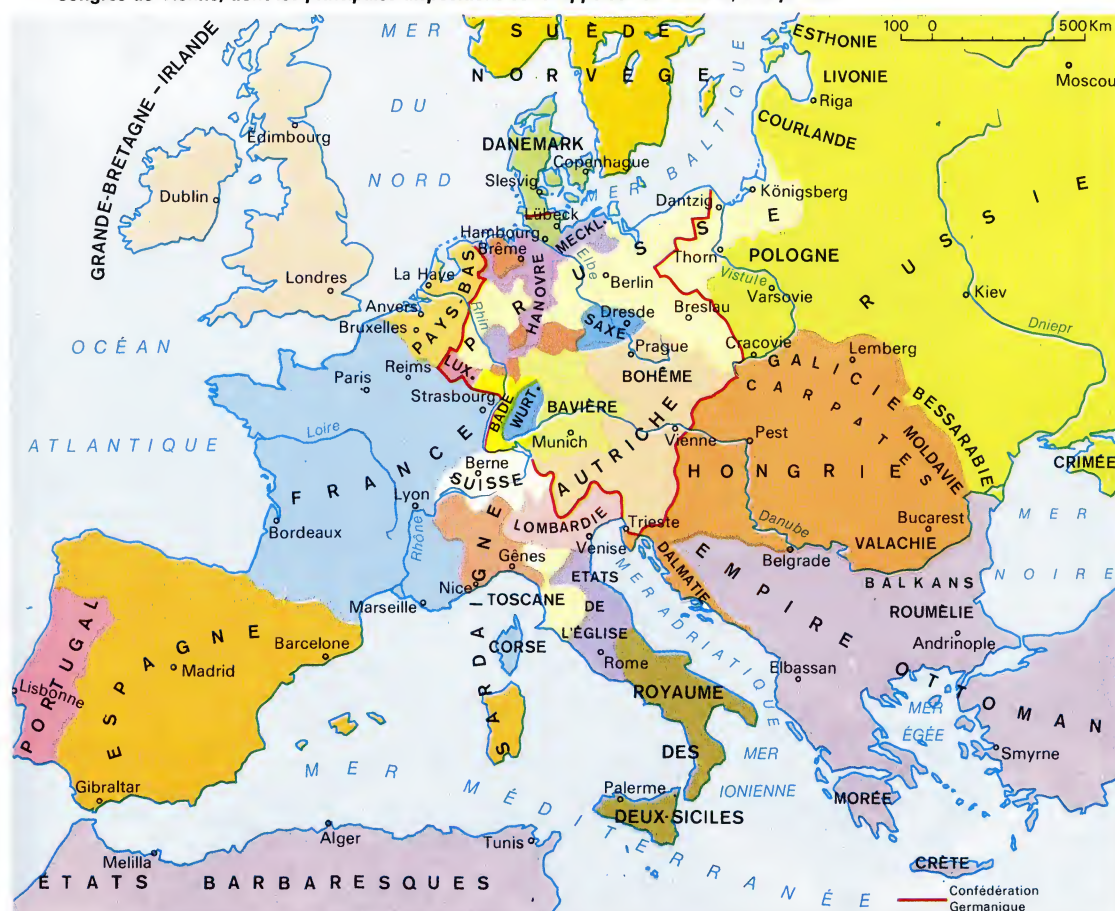 MER
DU
NORD
SUÈDE
NORVÈGE
MER BALTIQUE
ESTHONIE
LIVONIE
Riga
COURLANDE
100 0 500 Km
Moscou
GRANDE-BRETAGNE – IRLANDE
Édimbourg
Dublin
Londres
DANEMARK
Copenhague
Slesvig
Lübeck
Hambourg
Brême
MECKL.
Elbe
HANOVRE
Dantzig
Königsberg
Thorn
POLOGNE
Vistule
Varsovie
RUSSIE
Kiev
Dniepr
PRUSSE
Berlin
Breslau
SAXE
Dresde
Prague
BOHÊME
Cracovie
GALICIE
Lemberg
CARPATES
BESSARABIE
MOLDAVIE
CRIMÉE
La Haye
PAYS-BAS
Anvers
Bruxelles
Rhin
LUX.
OCÉAN
ATLANTIQUE
Reims
Paris
Strasbourg
BADE
WURT.
BAVIÈRE
Munich
AUTRICHE
Vienne
Pest
HONGRIE
Loire
FRANCE
Berne
SUISSE
Lyon
Rhône
Bordeaux
Marseille
Nice
LOMBARDIE
Trieste
Venise
Gênes
SARDAIGNE
TOSCANE
CORSE
ETATS
DE
L'ÉGLISE
Rome
MER ADRIATIQUE
DALMATIE
Danube
Belgrade
Bucarest
VALACHIE
BALKANS
MER
NOIRE
ROUMÉLIE
Andrinople
EMPIRE OTTOMAN
Elbassan
MER
ÉGÉE
Smyrne
PORTUGAL
Lisbonne
ESPAGNE
Madrid
Barcelone
Gibraltar
ROYAUME
DES
DEUX-SICILES
Palerme
MER
IONIENNE
MORÉE
CRÈTE
MER
MÉDITERRANÉE
Melilla
Alger
Tunis
ÉTATS BARBARESQUES
Confédération
Germanique